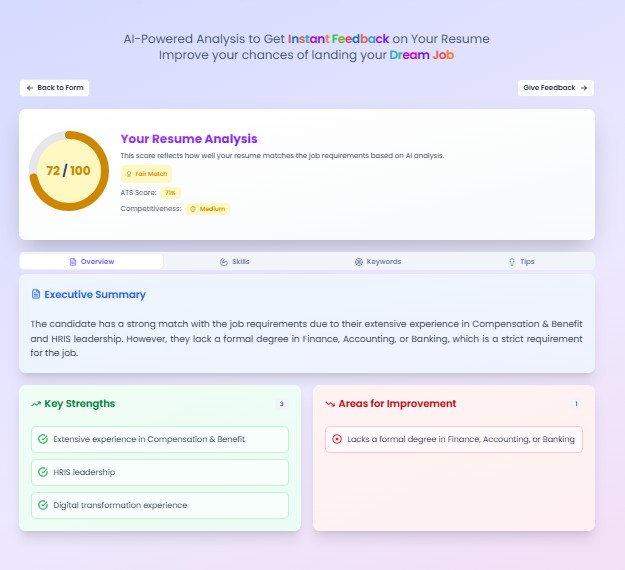 AI-Powered Analysis to Get Instant Feedback on Your Resume
Improve your chances of landing your Dream Job
Back to Form
Give Feedback
72 / 100
Your Resume Analysis
This score reflects how well your resume matches the job requirements based on AI analysis.
Fair Match
ATS Score: 71%
Competitiveness: Medium
Overview
Skills
Keywords
Tips
Executive Summary
The candidate has a strong match with the job requirements due to their extensive experience in Compensation & Benefit
and HRIS leadership. However, they lack a formal degree in Finance, Accounting, or Banking, which is a strict requirement
for the job.
Key Strengths 3
Extensive experience in Compensation & Benefit
HRIS leadership
Digital transformation experience
Areas for Improvement 1
Lacks a formal degree in Finance, Accounting, or Banking